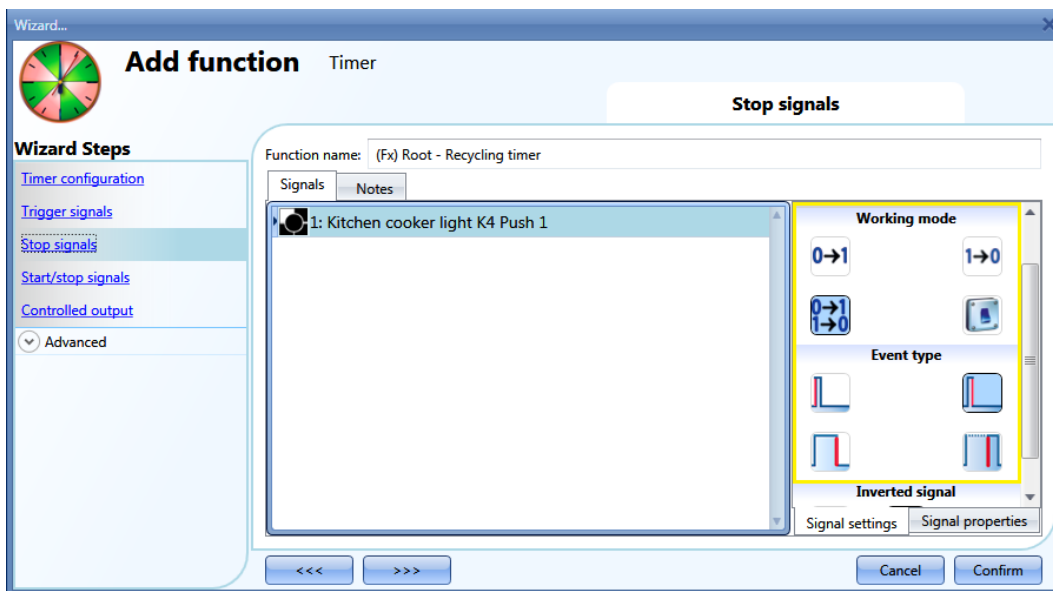 Wizard...
Add function Timer
Stop signals
Wizard Steps
Timer configuration
Trigger signals
Stop signals
Start/stop signals
Controlled output
Advanced
Function name: (Fx) Root - Recycling timer
Signals Notes
1: Kitchen cooker light K4 Push 1
Working mode
0→1 1→0
0→1
1→0
Event type
Inverted signal
Signal settings Signal properties
<<< >>> Cancel Confirm